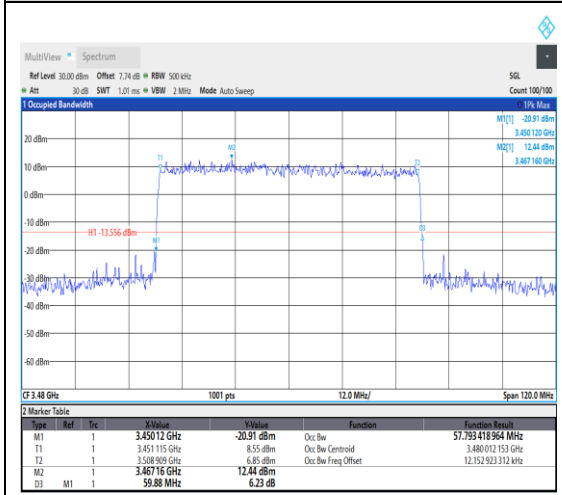 MultiView Spectrum
Ref Level 30.00 dBm Offset 7.74 dB RBW 500 kHz SGL
Att 30 dB SWT 1.01 ms VBW 2 MHz Mode Auto Sweep Count 100/100
1 Occupied Bandwidth 1Pk Max
M1[1] -20.91 dBm
3.450 120 GHz
M2[1] 12.44 dBm
3.467 160 GHz
20 dBm
10 dBm
0 dBm
-10 dBm
-20 dBm
-30 dBm
-40 dBm
-50 dBm
-60 dBm
T1
M2
T2
H1 -13.556 dBm
M1
D3
CF 3.48 GHz 1001 pts 12.0 MHz/ Span 120.0 MHz
2 Marker Table
Type Ref Trc X-Value Y-Value Function Function Result
M1 1 3.45012 GHz -20.91 dBm Occ Bw 57.793 418 964 MHz
T1 1 3.451 115 GHz 8.55 dBm Occ Bw Centroid 3.480 012 153 GHz
T2 1 3.508 909 GHz 6.85 dBm Occ Bw Freq Offset 12.152 923 312 kHz
M2 1 3.467 16 GHz 12.44 dBm
D3 M1 1 59.88 MHz 6.23 dB